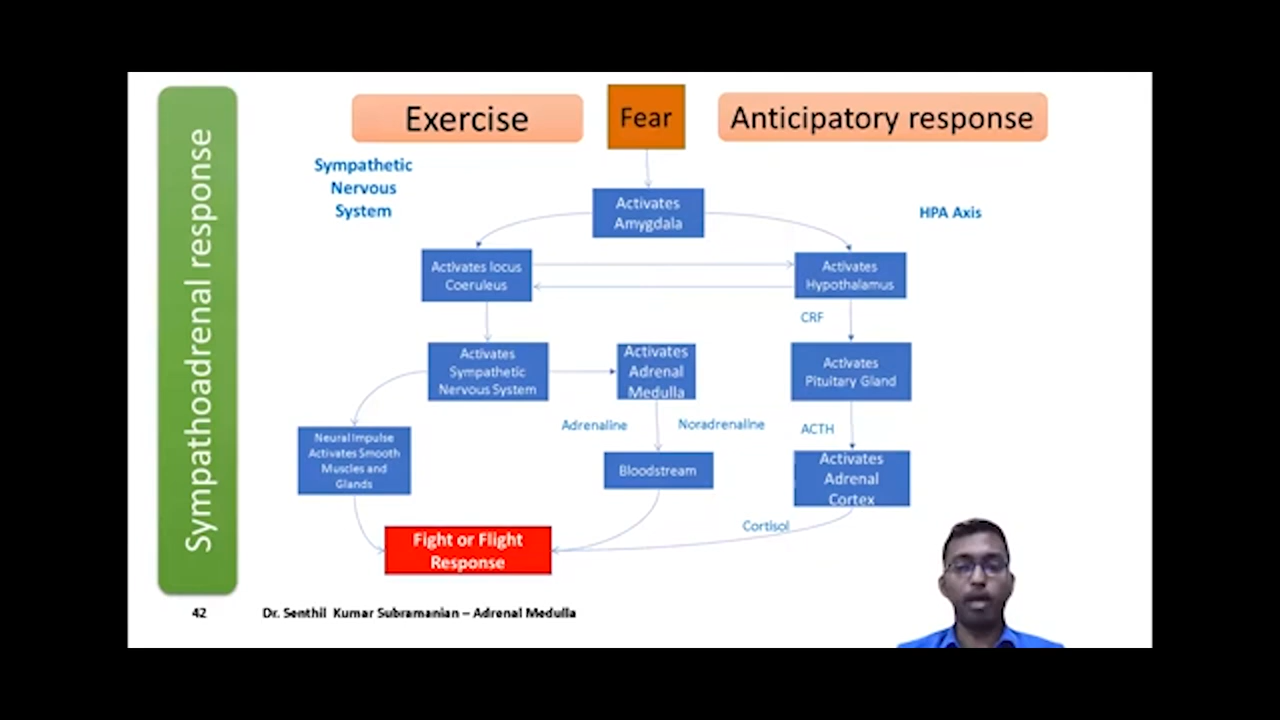 Sympathoadrenal response
Exercise
Fear
Anticipatory response
Sympathetic
Nervous
System
Activates
Amygdala
HPA Axis
Activates locus
Coeruleus
Activates
Hypothalamus
CRF
Activates
Sympathetic
Nervous System
Activates
Adrenal
Medulla
Activates
Pituitary Gland
Adrenaline
Noradrenaline
ACTH
Neural Impulse
Activates Smooth
Muscles and
Glands
Bloodstream
Activates
Adrenal
Cortex
Cortisol
Fight or Flight
Response
42
Dr. Senthil Kumar Subramanian – Adrenal Medulla